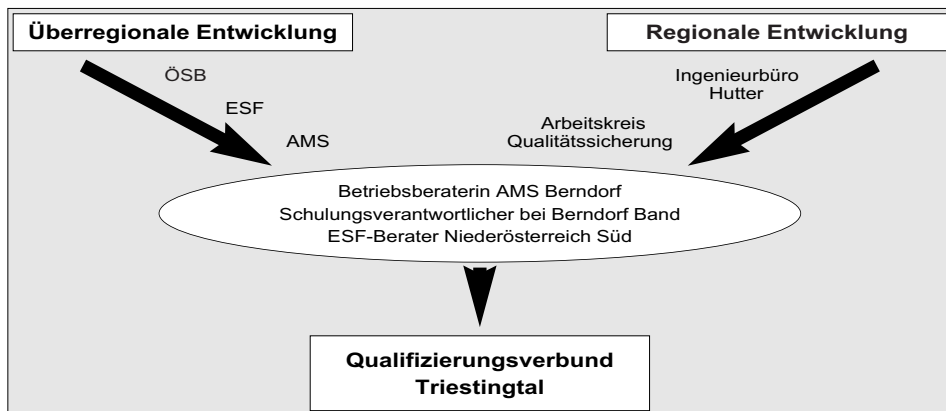 Überregionale Entwicklung
Regionale Entwicklung
ÖSB
ESF
AMS
Ingenieurbüro
Hutter
Arbeitskreis
Qualitätssicherung
Betriebsberaterin AMS Berndorf
Schulungsverantwortlicher bei Berndorf Band
ESF-Berater Niederösterreich Süd
Qualifizierungsverbund
Triestingtal